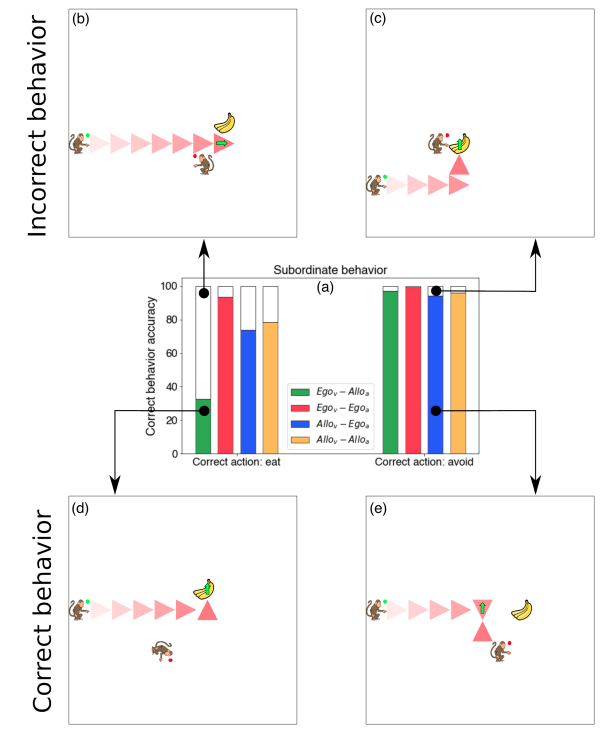 Incorrect behavior
(b)
(c)
Subordinate behavior
(a)
Correct behavior accuracy
100
80
60
40
20
0
Ego_v − Allo_a
Ego_v − Ego_a
Allo_v − Ego_a
Allo_v − Allo_a
Correct action: eat
Correct action: avoid
Correct behavior
(d)
(e)